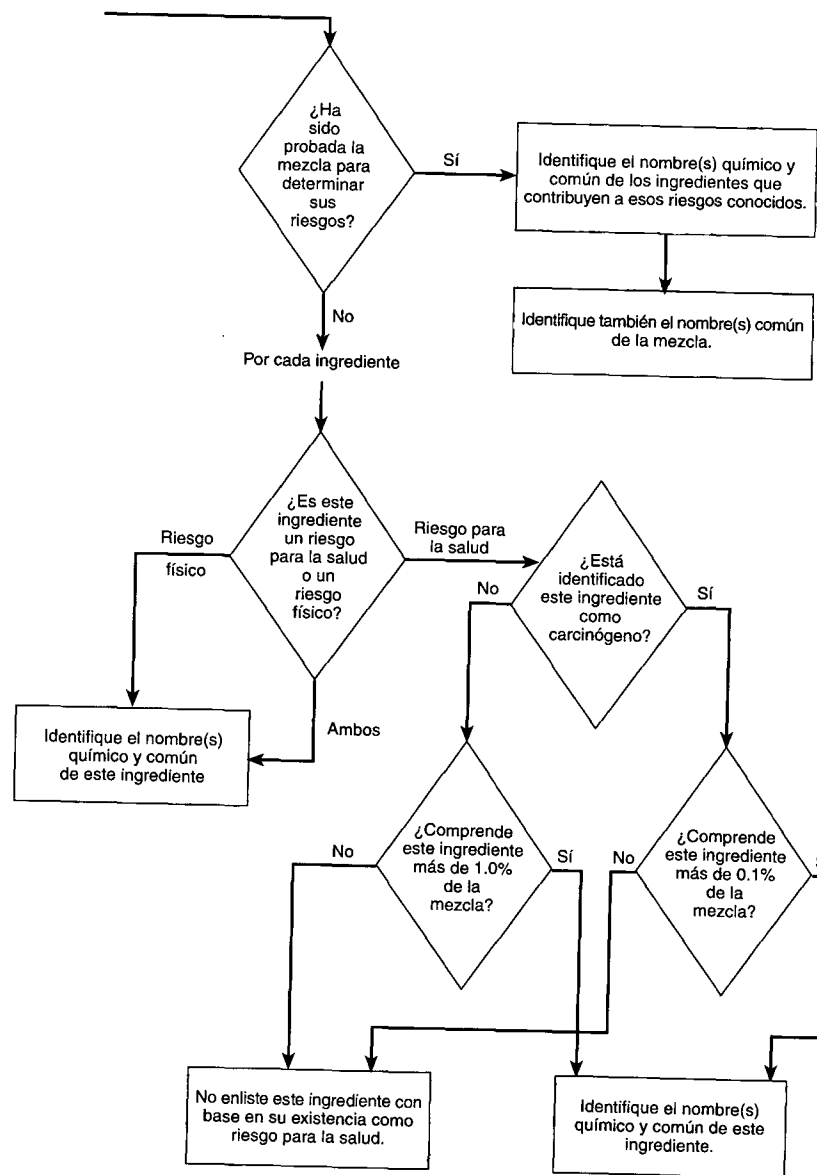 ¿Ha
sido
probada la
mezcla para
determinar
sus
riesgos?
Sí
Identifique el nombre(s) químico y
común de los ingredientes que
contribuyen a esos riesgos conocidos.
Identifique también el nombre(s) común
de la mezcla.
No
Por cada ingrediente
¿Es este
ingrediente
un riesgo
para la salud
o un
riesgo
físico?
Riesgo
físico
Riesgo para
la salud
Ambos
Identifique el nombre(s)
químico y común
de este ingrediente
¿Está
identificado
este ingrediente
como
carcinógeno?
No
Sí
¿Comprende
este ingrediente
más de 1.0%
de la
mezcla?
No
Sí
¿Comprende
este ingrediente
más de 0.1%
de la
mezcla?
No
No enliste este ingrediente con
base en su existencia como
riesgo para la salud.
Identifique el nombre(s)
químico y común de este
ingrediente.